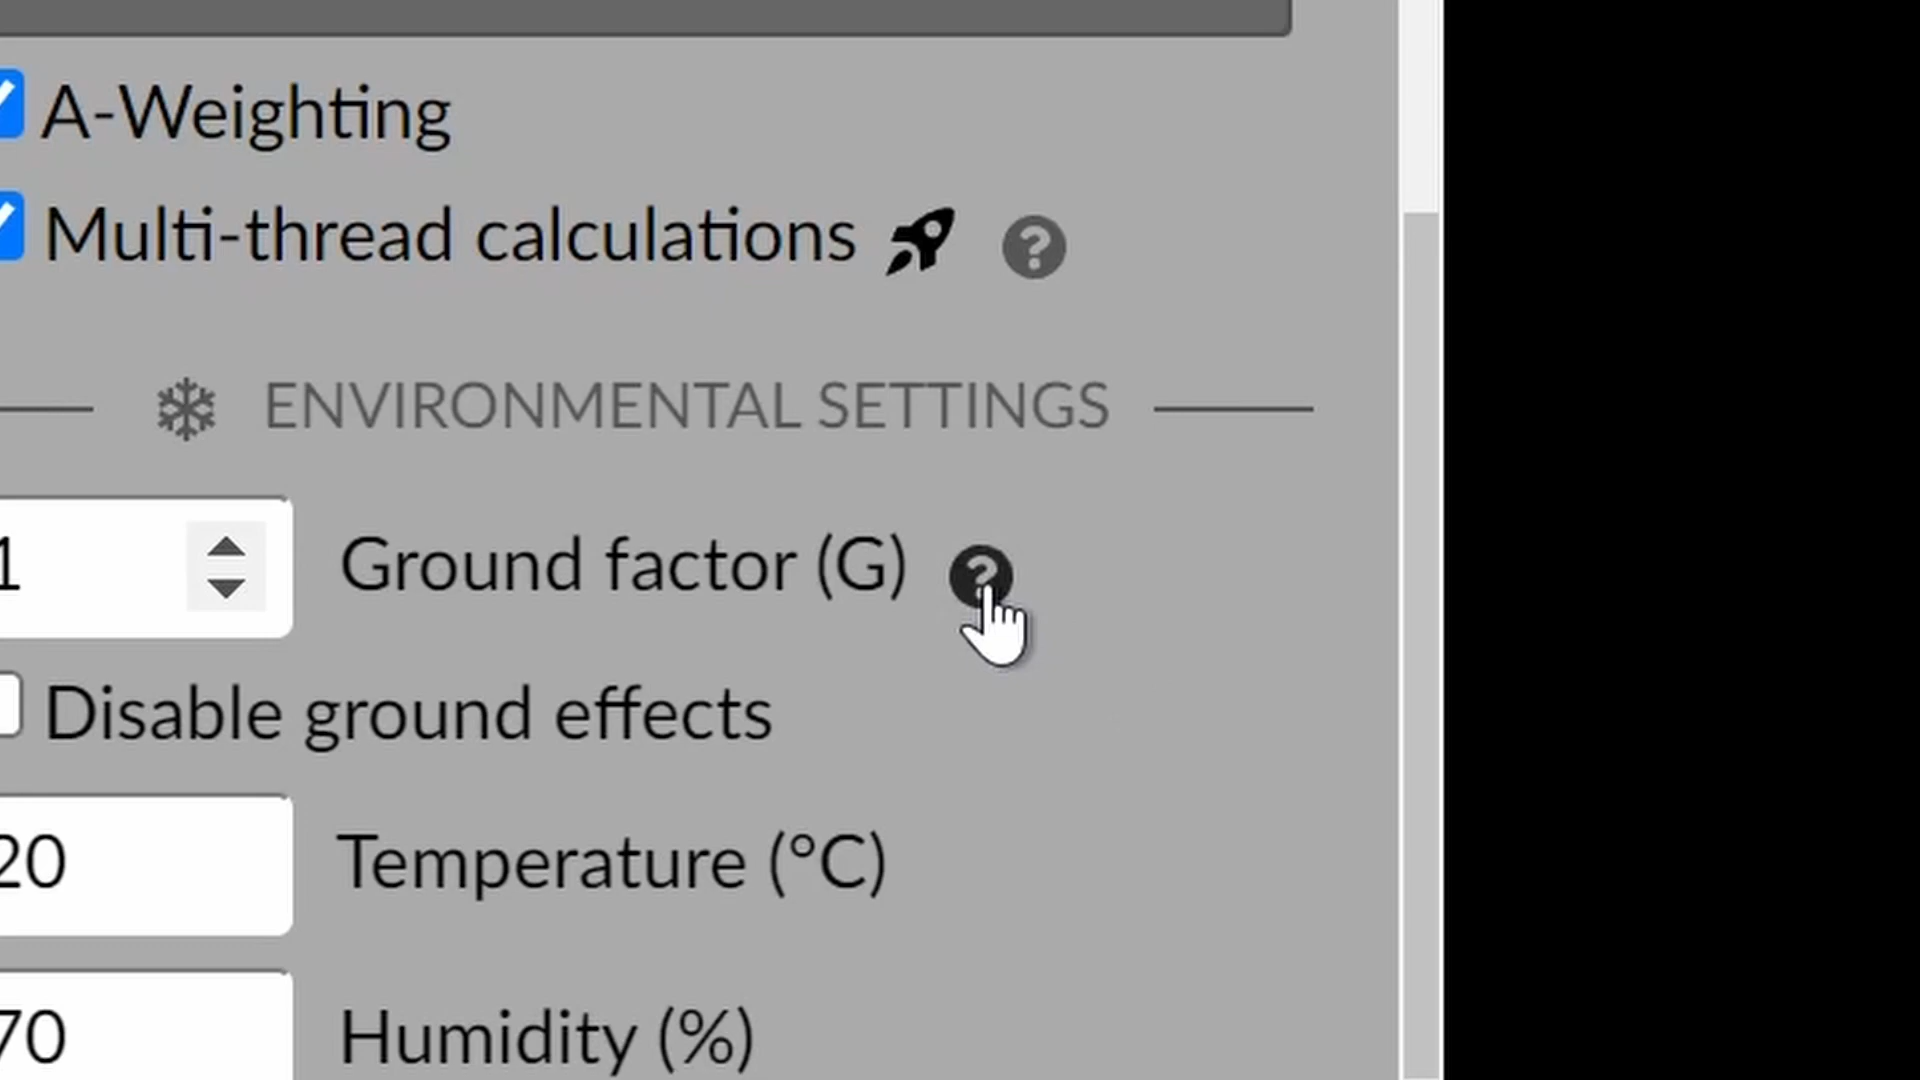 A-Weighting
Multi-thread calculations ?
ENVIRONMENTAL SETTINGS
1 Ground factor (G) ?
Disable ground effects
20 Temperature (°C)
70 Humidity (%)